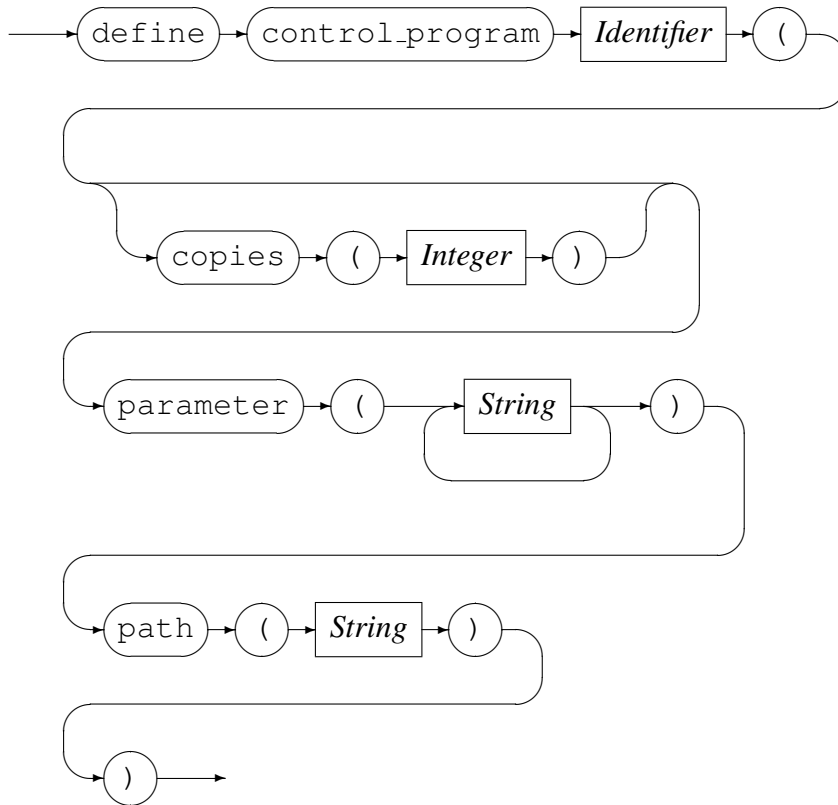 define control_program Identifier (
copies ( Integer )
parameter ( String )
path ( String )
)